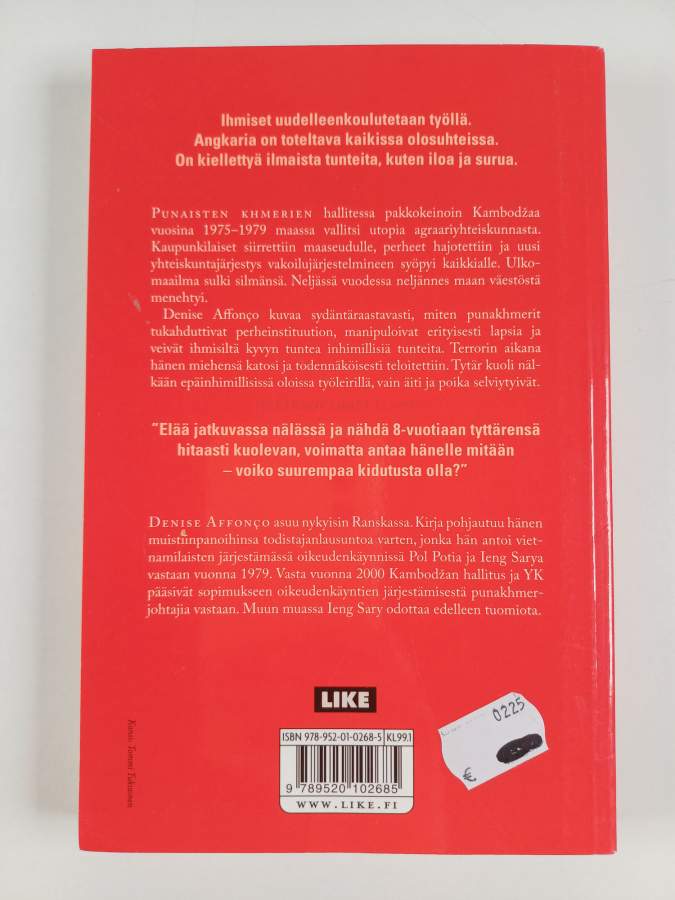 Ihmiset uudelleenkoulutetaan työllä.
Angkaria on toteltava kaikissa olosuhteissa.
On kiellettyä ilmaista tunteita, kuten iloa ja surua.
Punaisten khmerien hallitessa pakkokeinoin Kambodžaa
vuosina 1975–1979 maassa vallitsi utopia agraariyhteiskunnasta.
Kaupunkilaiset siirrettiin maaseudulle, perheet hajotettiin ja uusi
yhteiskuntajärjestys vakoilujärjestelmineen syöpyi kaikkialle. Ulko-
maailma sulki silmänsä. Neljässä vuodessa neljännes maan väestöstä
menehtyi.
Denise Affonço kuvaa sydäntäraastavasti, miten punakhmerit
tukahduttivat perheinstituution, manipuloivat erityisesti lapsia ja
veivät ihmisiltä kyvyn tuntea inhimillisiä tunteita. Terrorin aikana
hänen miehensä katosi ja todennäköisesti teloitettiin. Tytär kuoli näl-
kään epäinhimillisissä oloissa työleirillä, vain äiti ja poika selviytyivät.
”Elää jatkuvassa nälässä ja nähdä 8-vuotiaan tyttärensä
hitaasti kuolevan, voimatta antaa hänelle mitään
– voiko suurempaa kidutusta olla?”
Denise Affonço asuu nykyisin Ranskassa. Kirja pohjautuu hänen
muistiinpanoihinsa todistajanlausuntoa varten, jonka hän antoi viet-
namilaisten järjestämässä oikeudenkäynnissä Pol Potia ja Ieng Sarya
vastaan vuonna 1979. Vasta vuonna 2000 Kambodžan hallitus ja YK
pääsivät sopimukseen oikeudenkäyntien järjestämisestä punakhmer-
johtajia vastaan. Muun muassa Ieng Sary odottaa edelleen tuomiota.
LIKE
ISBN 978-952-01-0268-5 KL99.1
9 789520 102685
WWW.LIKE.FI
0225
€
Kansi: Tommi Tukiainen